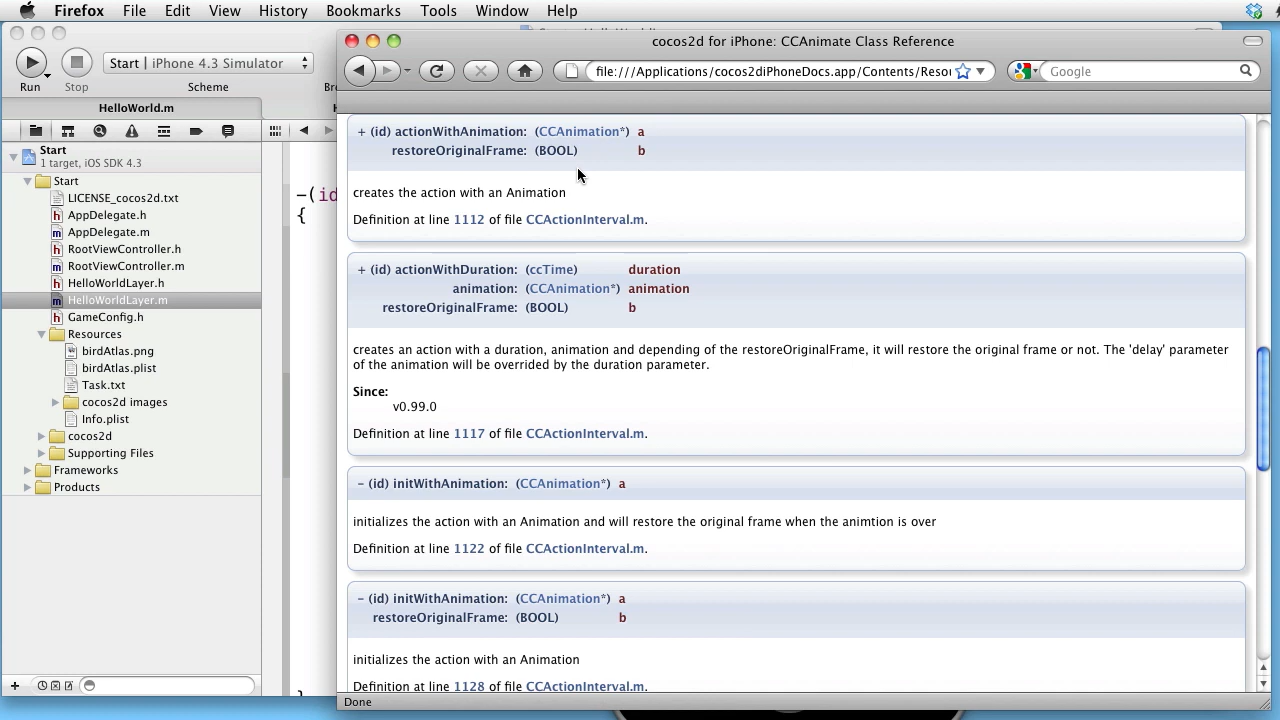 Firefox File Edit View History Bookmarks Tools Window Help
cocos2d for iPhone: CCAnimate Class Reference
Start | iPhone 4.3 Simulator
Run Stop Scheme
file:///Applications/cocos2diPhoneDocs.app/Contents/Resou
Google
HelloWorld.m
Start
1 target, iOS SDK 4.3
Start
LICENSE_cocos2d.txt
AppDelegate.h
AppDelegate.m
RootViewController.h
RootViewController.m
HelloWorldLayer.h
HelloWorldLayer.m
GameConfig.h
Resources
birdAtlas.png
birdAtlas.plist
Task.txt
cocos2d images
Info.plist
cocos2d
Supporting Files
Frameworks
Products
-(id
{
+ (id) actionWithAnimation: (CCAnimation*) a
restoreOriginalFrame: (BOOL) b
creates the action with an Animation
Definition at line 1112 of file CCActionInterval.m.
+ (id) actionWithDuration: (ccTime) duration
animation: (CCAnimation*) animation
restoreOriginalFrame: (BOOL) b
creates an action with a duration, animation and depending of the restoreOriginalFrame, it will restore the original frame or not. The 'delay' parameter
of the animation will be overrided by the duration parameter.
Since:
v0.99.0
Definition at line 1117 of file CCActionInterval.m.
- (id) initWithAnimation: (CCAnimation*) a
initializes the action with an Animation and will restore the original frame when the animtion is over
Definition at line 1122 of file CCActionInterval.m.
- (id) initWithAnimation: (CCAnimation*) a
restoreOriginalFrame: (BOOL) b
initializes the action with an Animation
Definition at line 1128 of file CCActionInterval.m.
Done